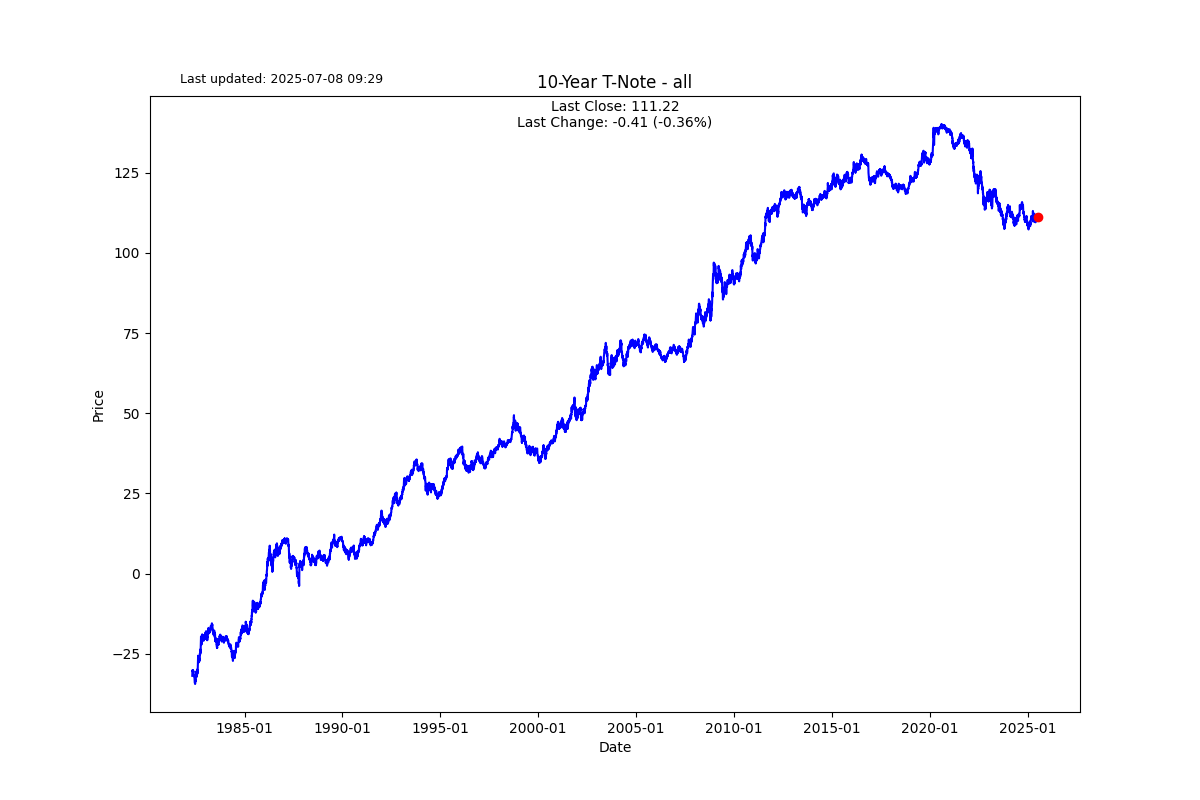 Last updated: 2025-07-08 09:29
10-Year T-Note - all
Last Close: 111.22
Last Change: -0.41 (-0.36%)
125
100
75
50
25
0
−25
Price
1985-01 1990-01 1995-01 2000-01 2005-01 2010-01 2015-01 2020-01 2025-01
Date